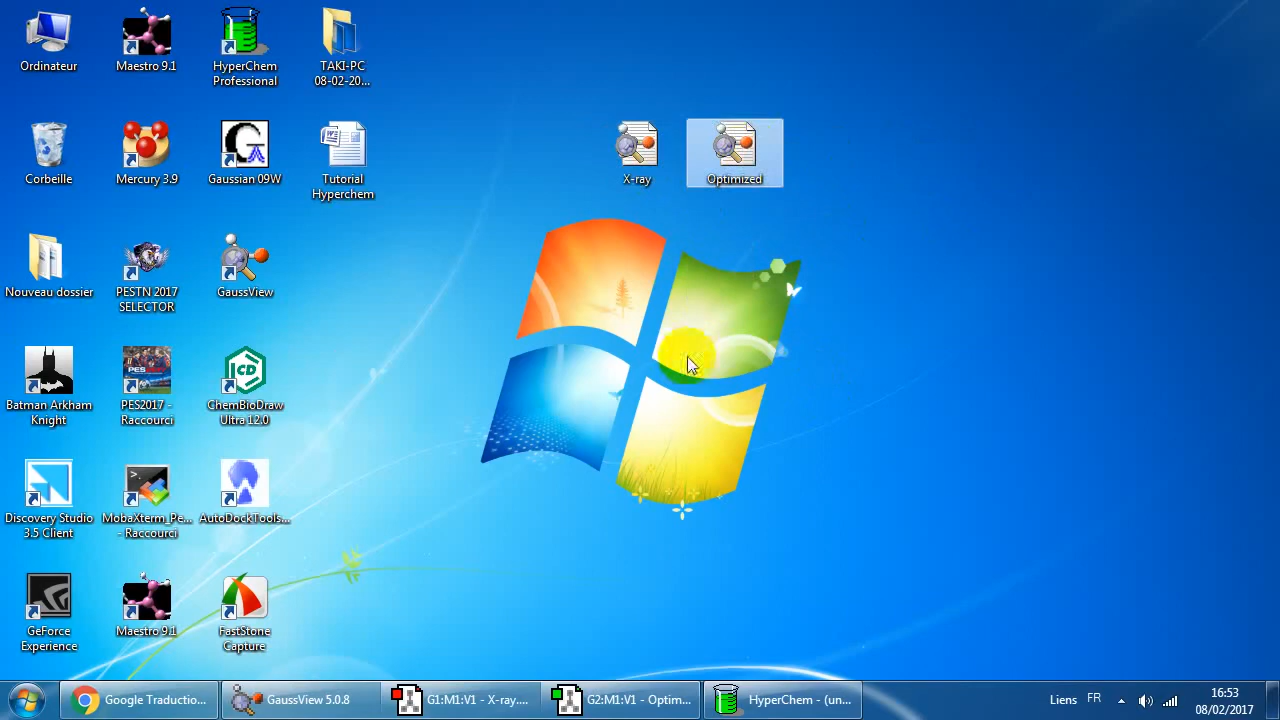 Ordinateur
Maestro 9.1
HyperChem
Professional
TAKI-PC
08-02-20...
Corbeille
Mercury 3.9
Gaussian 09W
Tutorial
Hyperchem
X-ray
Optimized
Nouveau dossier
PESTN 2017
SELECTOR
GaussView
Batman Arkham
Knight
PES2017 -
Raccourci
ChemBioDraw
Ultra 12.0
Discovery Studio
3.5 Client
MobaXterm_Pe...
- Raccourci
AutoDockTools...
GeForce
Experience
Maestro 9.1
FastStone
Capture
Google Traductio...
GaussView 5.0.8
G1:M1:V1 - X-ray....
G2:M1:V1 - Optim...
HyperChem - (un...
Liens
FR
16:53
08/02/2017